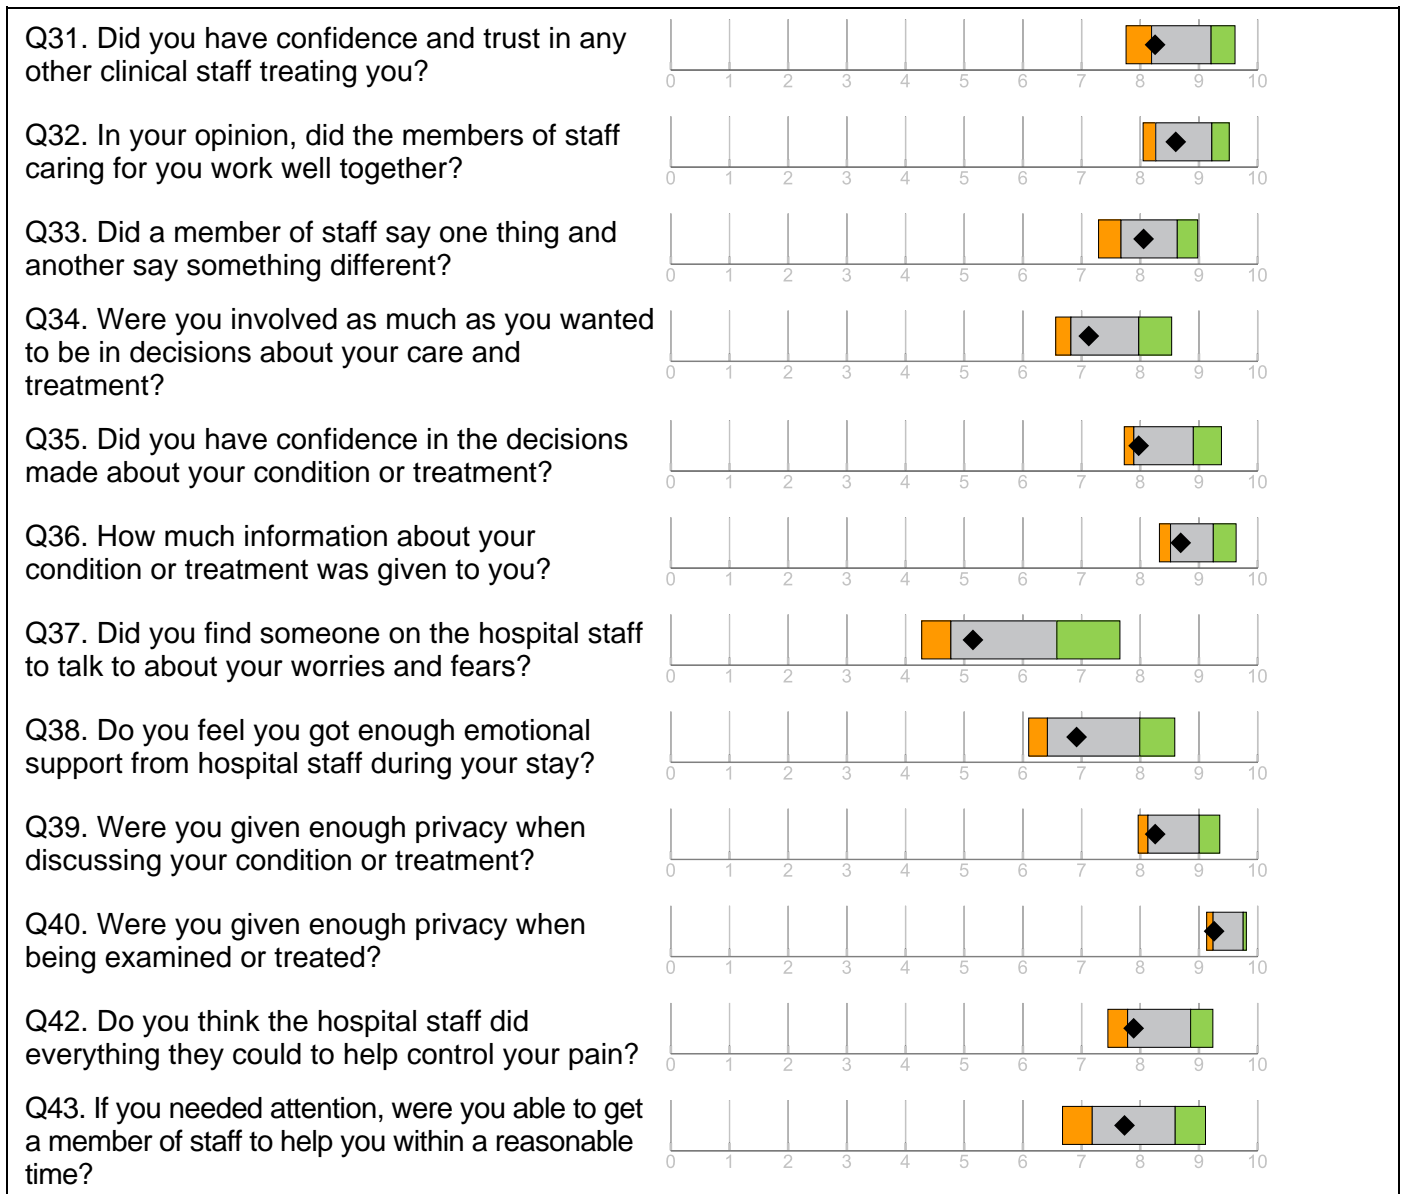 Q31. Did you have confidence and trust in any
other clinical staff treating you?
0 1 2 3 4 5 6 7 8 9 10
Q32. In your opinion, did the members of staff
caring for you work well together?
0 1 2 3 4 5 6 7 8 9 10
Q33. Did a member of staff say one thing and
another say something different?
0 1 2 3 4 5 6 7 8 9 10
Q34. Were you involved as much as you wanted
to be in decisions about your care and
treatment?
0 1 2 3 4 5 6 7 8 9 10
Q35. Did you have confidence in the decisions
made about your condition or treatment?
0 1 2 3 4 5 6 7 8 9 10
Q36. How much information about your
condition or treatment was given to you?
0 1 2 3 4 5 6 7 8 9 10
Q37. Did you find someone on the hospital staff
to talk to about your worries and fears?
0 1 2 3 4 5 6 7 8 9 10
Q38. Do you feel you got enough emotional
support from hospital staff during your stay?
0 1 2 3 4 5 6 7 8 9 10
Q39. Were you given enough privacy when
discussing your condition or treatment?
0 1 2 3 4 5 6 7 8 9 10
Q40. Were you given enough privacy when
being examined or treated?
0 1 2 3 4 5 6 7 8 9 10
Q42. Do you think the hospital staff did
everything they could to help control your pain?
0 1 2 3 4 5 6 7 8 9 10
Q43. If you needed attention, were you able to get
a member of staff to help you within a reasonable
time?
0 1 2 3 4 5 6 7 8 9 10